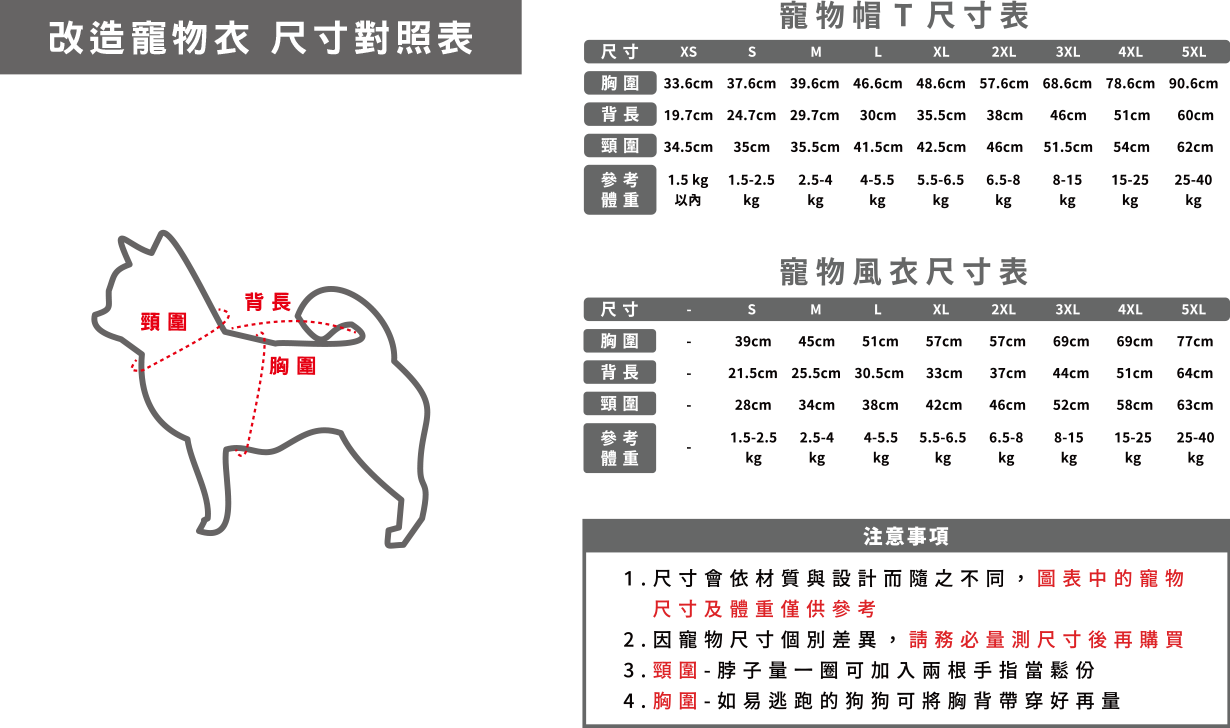 改造寵物衣 尺寸對照表
頸圍
背長
胸圍
寵物帽T尺寸表
尺寸 XS S M L XL 2XL 3XL 4XL 5XL
胸圍 33.6cm 37.6cm 39.6cm 46.6cm 48.6cm 57.6cm 68.6cm 78.6cm 90.6cm
背長 19.7cm 24.7cm 29.7cm 30cm 35.5cm 38cm 46cm 51cm 60cm
頸圍 34.5cm 35cm 35.5cm 41.5cm 42.5cm 46cm 51.5cm 54cm 62cm
參考 1.5 kg 1.5-2.5 2.5-4 4-5.5 5.5-6.5 6.5-8 8-15 15-25 25-40
體重 以內 kg kg kg kg kg kg kg kg
寵物風衣尺寸表
尺寸 - S M L XL 2XL 3XL 4XL 5XL
胸圍 - 39cm 45cm 51cm 57cm 57cm 69cm 69cm 77cm
背長 - 21.5cm 25.5cm 30.5cm 33cm 37cm 44cm 51cm 64cm
頸圍 - 28cm 34cm 38cm 42cm 46cm 52cm 58cm 63cm
參考 - 1.5-2.5 2.5-4 4-5.5 5.5-6.5 6.5-8 8-15 15-25 25-40
體重 kg kg kg kg kg kg kg kg
注意事項
1.尺寸會依材質與設計而隨之不同，圖表中的寵物
尺寸及體重僅供參考
2.因寵物尺寸個別差異，請務必量測尺寸後再購買
3.頸圍-脖子量一圈可加入兩根手指當鬆份
4.胸圍-如易逃跑的狗狗可將胸背帶穿好再量